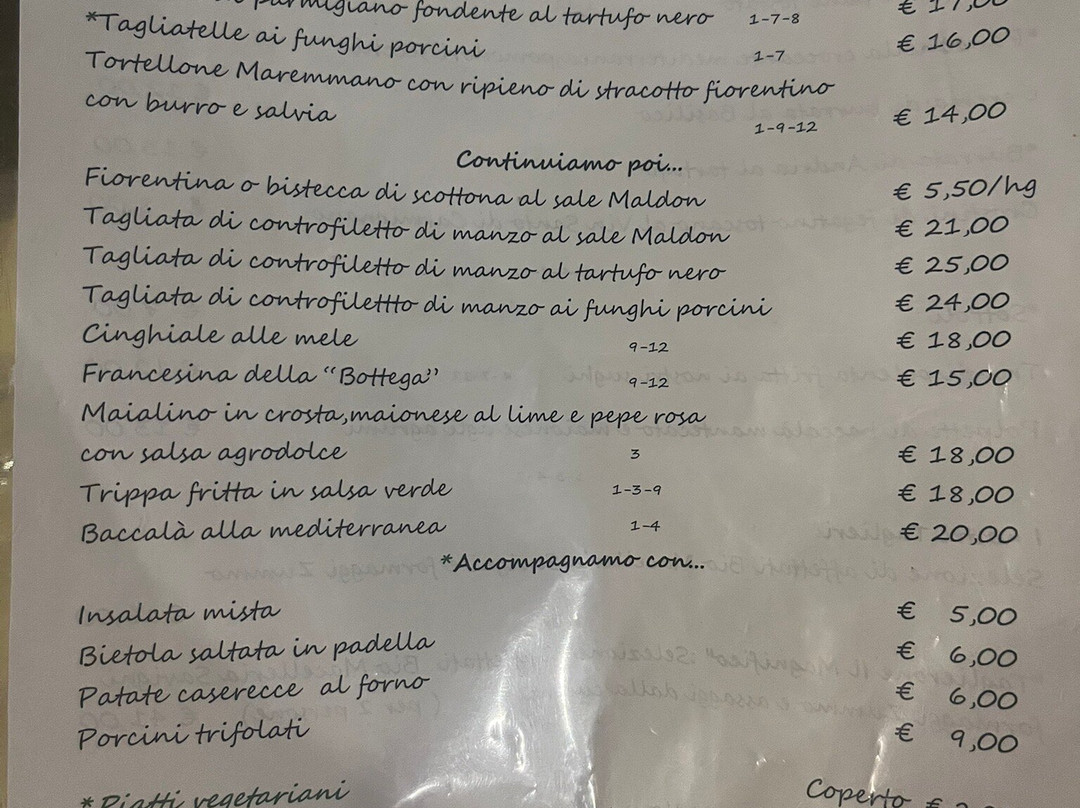 parmigiano fondente al tartufo nero 1-7-8 € 17,00
*Tagliatelle ai funghi porcini 1-7 € 16,00
Tortellone Maremmano con ripieno di stracotto fiorentino
con burro e salvia 1-9-12 € 14,00
Continuiamo poi...
Fiorentina o bistecca di scottona al sale Maldon € 5,50/hg
Tagliata di controfiletto di manzo al sale Maldon € 21,00
Tagliata di controfiletto di manzo al tartufo nero € 25,00
Tagliata di controfilettto di manzo ai funghi porcini € 24,00
Cinghiale alle mele 9-12 € 18,00
Francesina della “Bottega” 9-12 € 15,00
Maialino in crosta,maionese al lime e pepe rosa
con salsa agrodolce 3 € 18,00
Trippa fritta in salsa verde 1-3-9 € 18,00
Baccalà alla mediterranea 1-4 € 20,00
*Accompagnamo con...
Insalata mista € 5,00
Bietola saltata in padella € 6,00
Patate caserecce al forno € 6,00
Porcini trifolati € 9,00
*Piatti vegetariani Coperto €